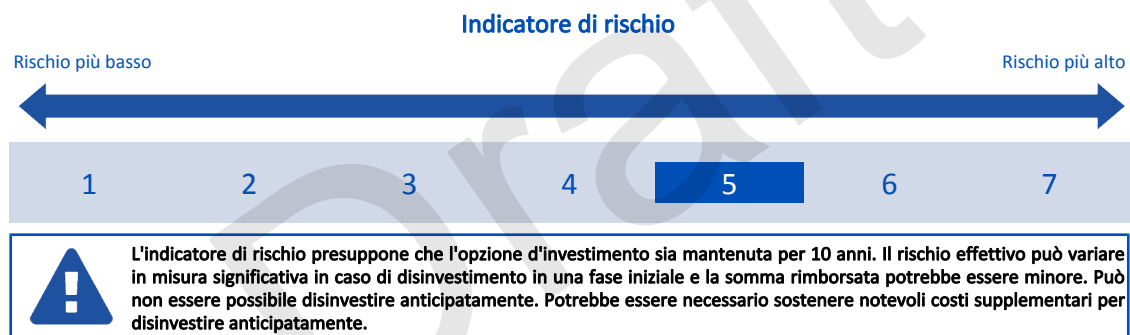 Indicatore di rischio
Rischio più basso
Rischio più alto
1 2 3 4 5 6 7
L'indicatore di rischio presuppone che l'opzione d'investimento sia mantenuta per 10 anni. Il rischio effettivo può variare
in misura significativa in caso di disinvestimento in una fase iniziale e la somma rimborsata potrebbe essere minore. Può
non essere possibile disinvestire anticipatamente. Potrebbe essere necessario sostenere notevoli costi supplementari per
disinvestire anticipatamente.
Draft